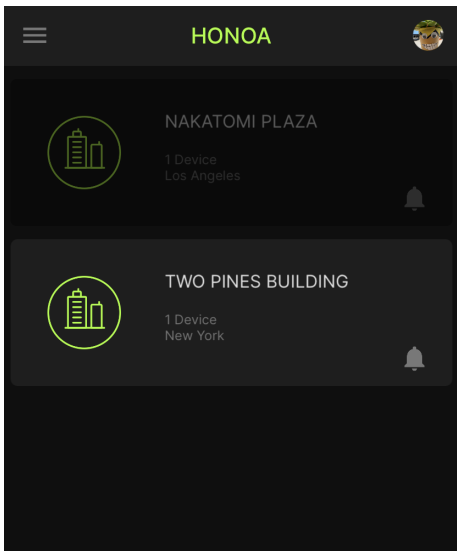 HONOA
NAKATOMI PLAZA
1 Device
Los Angeles
TWO PINES BUILDING
1 Device
New York